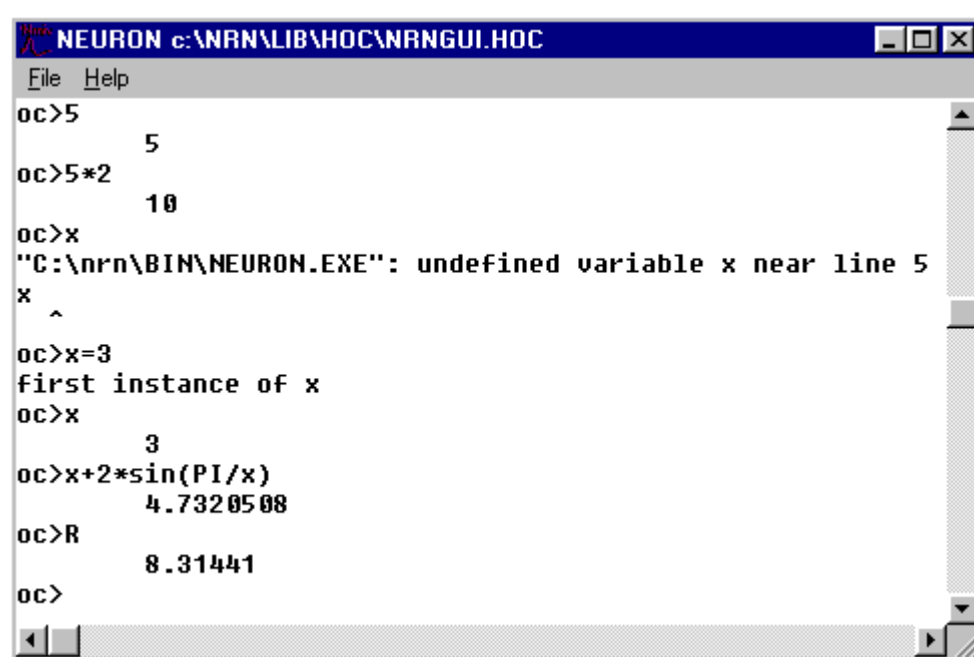 NEURON c:\NRN\LIB\HOC\NRNGUI.HOC
File Help
oc>5
5
oc>5*2
10
oc>x
"C:\nrn\BIN\NEURON.EXE": undefined variable x near line 5
x
^
oc>x=3
first instance of x
oc>x
3
oc>x+2*sin(PI/x)
4.7320508
oc>R
8.31441
oc>